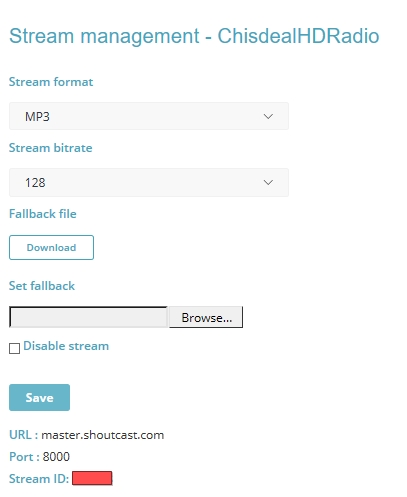 Stream management - ChisdealHDRadio
Stream format
MP3
Stream bitrate
128
Fallback file
Download
Set fallback
Browse...
Disable stream
Save
URL : master.shoutcast.com
Port : 8000
Stream ID: